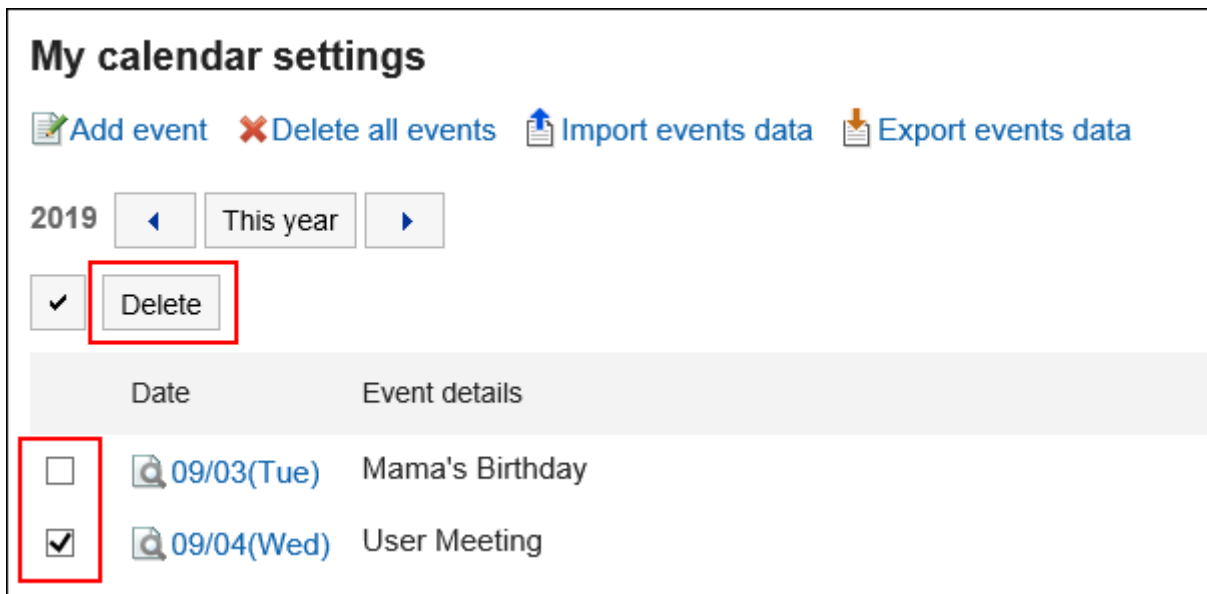 My calendar settings
Add event Delete all events Import events data Export events data
2019 This year
Delete
Date Event details
09/03(Tue) Mama's Birthday
09/04(Wed) User Meeting